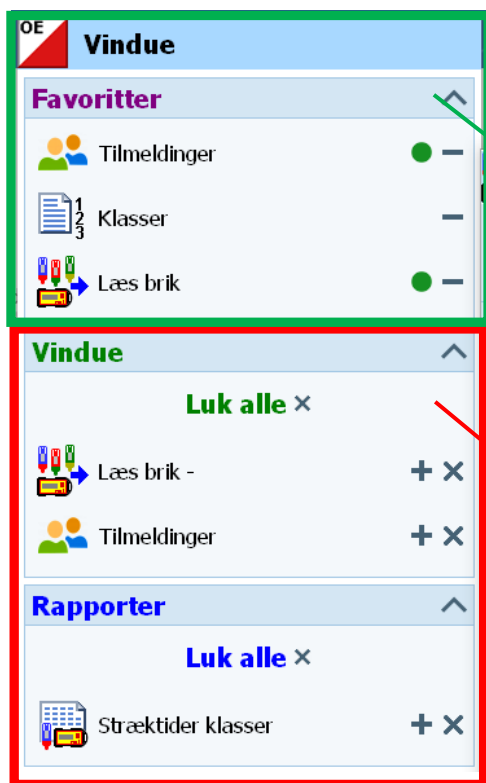 OE
Vindue
Favoritter
Tilmeldinger
1
2
3
Klasser
Læs brik
Vindue
Luk alle ×
Læs brik -
Tilmeldinger
Rapporter
Luk alle ×
Stræktider klasser